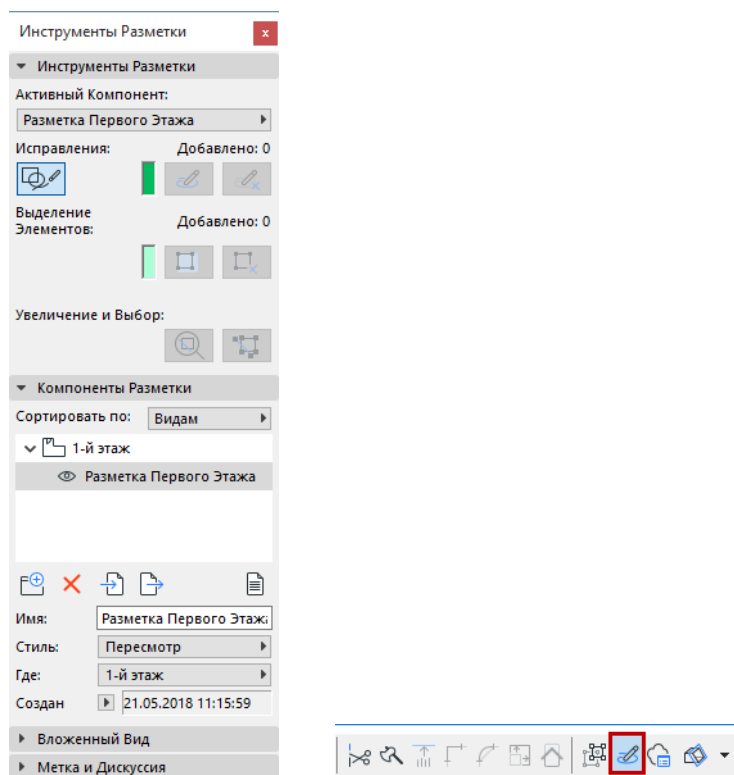 Инструменты Разметки
x
Инструменты Разметки
Активный Компонент:
Разметка Первого Этажа
Исправления: Добавлено: 0
Выделение
Элементов: Добавлено: 0
Увеличение и Выбор:
Компоненты Разметки
Сортировать по: Видам
1-й этаж
Разметка Первого Этажа
Имя: Разметка Первого Этажа
Стиль: Пересмотр
Где: 1-й этаж
Создан 21.05.2018 11:15:59
Вложенный Вид
Метка и Дискуссия